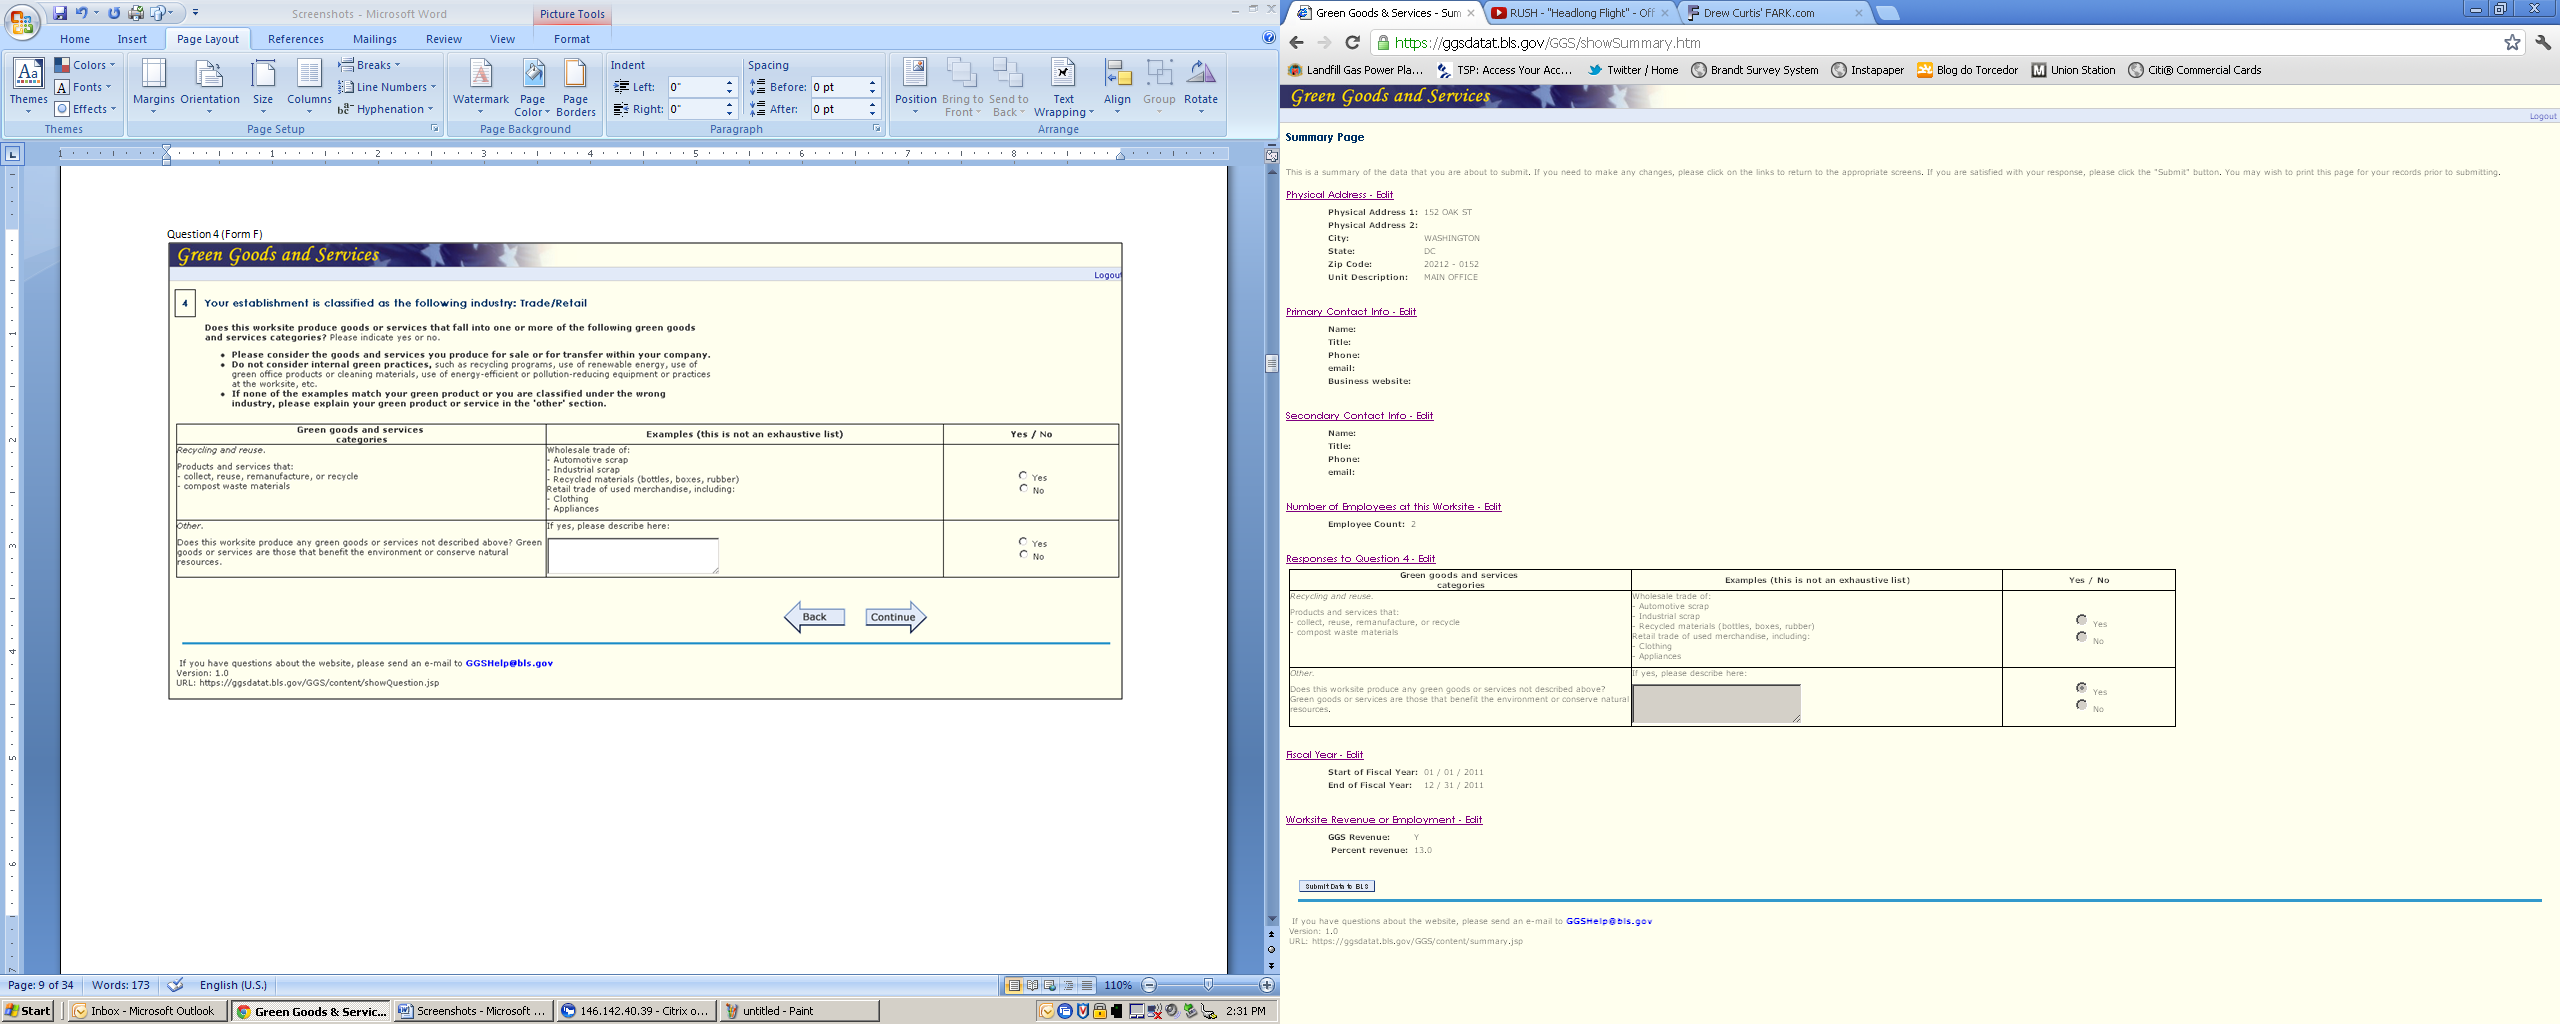 Screenshots - Microsoft Word
Picture Tools
Home Insert Page Layout References Mailings Review View Format
Themes
Colors
Fonts
Effects
Themes
Margins Orientation Size Columns
Breaks
Line Numbers
Hyphenation
Page Setup
Watermark Page Color Page Borders
Page Background
Indent
Left: 0"
Right: 0"
Spacing
Before: 0 pt
After: 0 pt
Paragraph
Position Bring to Front Send to Back Text Wrapping Align Group Rotate
Arrange
Question 4 (Form F)
Green Goods and Services
Logout
4 Your establishment is classified as the following industry: Trade/Retail
Does this worksite produce goods or services that fall into one or more of the following green goods
and services categories? Please indicate yes or no.
• Please consider the goods and services you produce for sale or for transfer within your company.
• Do not consider internal green practices, such as recycling programs, use of renewable energy, use of
green office products or cleaning materials, use of energy-efficient or pollution-reducing equipment or practices
at the worksite, etc.
• If none of the examples match your green product or you are classified under the wrong
industry, please explain your green product or service in the 'other' section.
Green goods and services
categories
Examples (this is not an exhaustive list)
Yes / No
Recycling and reuse.
Products and services that:
- collect, reuse, remanufacture, or recycle
- compost waste materials
Wholesale trade of:
- Automotive scrap
- Industrial scrap
- Recycled materials (bottles, boxes, rubber)
Retail trade of used merchandise, including:
- Clothing
- Appliances
Yes
No
Other.
Does this worksite produce any green goods or services not described above? Green
goods or services are those that benefit the environment or conserve natural
resources.
If yes, please describe here:
Yes
No
Back Continue
If you have questions about the website, please send an e-mail to GGSHelp@bls.gov
Version: 1.0
URL: https://ggsdatat.bls.gov/GGS/content/showQuestion.jsp
Page: 9 of 34 Words: 173 English (U.S.) 110%
Start Inbox - Microsoft Outlook Green Goods & Servic... Screenshots - Microsoft ... 146.142.40.39 - Citrix o... untitled - Paint 2:31 PM
Green Goods & Services - Sum RUSH - "Headlong Flight" - Off Drew Curtis' FARK.com
https://ggsdatat.bls.gov/GGS/showSummary.htm
Landfill Gas Power Pla... TSP: Access Your Acc... Twitter / Home Brandt Survey System Instapaper Blog do Torcedor Union Station Citi® Commercial Cards
Green Goods and Services
Logout
Summary Page
This is a summary of the data that you are about to submit. If you need to make any changes, please click on the links to return to the appropriate screens. If you are satisfied with your response, please click the "Submit" button. You may wish to print this page for your records prior to submitting.
Physical Address - Edit
Physical Address 1: 152 OAK ST
Physical Address 2:
City: WASHINGTON
State: DC
Zip Code: 20212 - 0152
Unit Description: MAIN OFFICE
Primary Contact Info - Edit
Name:
Title:
Phone:
email:
Business website:
Secondary Contact Info - Edit
Name:
Title:
Phone:
email:
Number of Employees at this Worksite - Edit
Employee Count: 2
Responses to Question 4 - Edit
Green goods and services
categories
Examples (this is not an exhaustive list)
Yes / No
Recycling and reuse.
Products and services that:
- collect, reuse, remanufacture, or recycle
- compost waste materials
Wholesale trade of:
- Automotive scrap
- Industrial scrap
- Recycled materials (bottles, boxes, rubber)
Retail trade of used merchandise, including:
- Clothing
- Appliances
Yes
No
Other.
Does this worksite produce any green goods or services not described above?
Green goods or services are those that benefit the environment or conserve natural
resources.
If yes, please describe here:
Yes
No
Fiscal Year - Edit
Start of Fiscal Year: 01 / 01 / 2011
End of Fiscal Year: 12 / 31 / 2011
Worksite Revenue or Employment - Edit
GGS Revenue: Y
Percent revenue: 13.0
Submit Data to BLS
If you have questions about the website, please send an e-mail to GGSHelp@bls.gov
Version: 1.0
URL: https://ggsdatat.bls.gov/GGS/content/summary.jsp